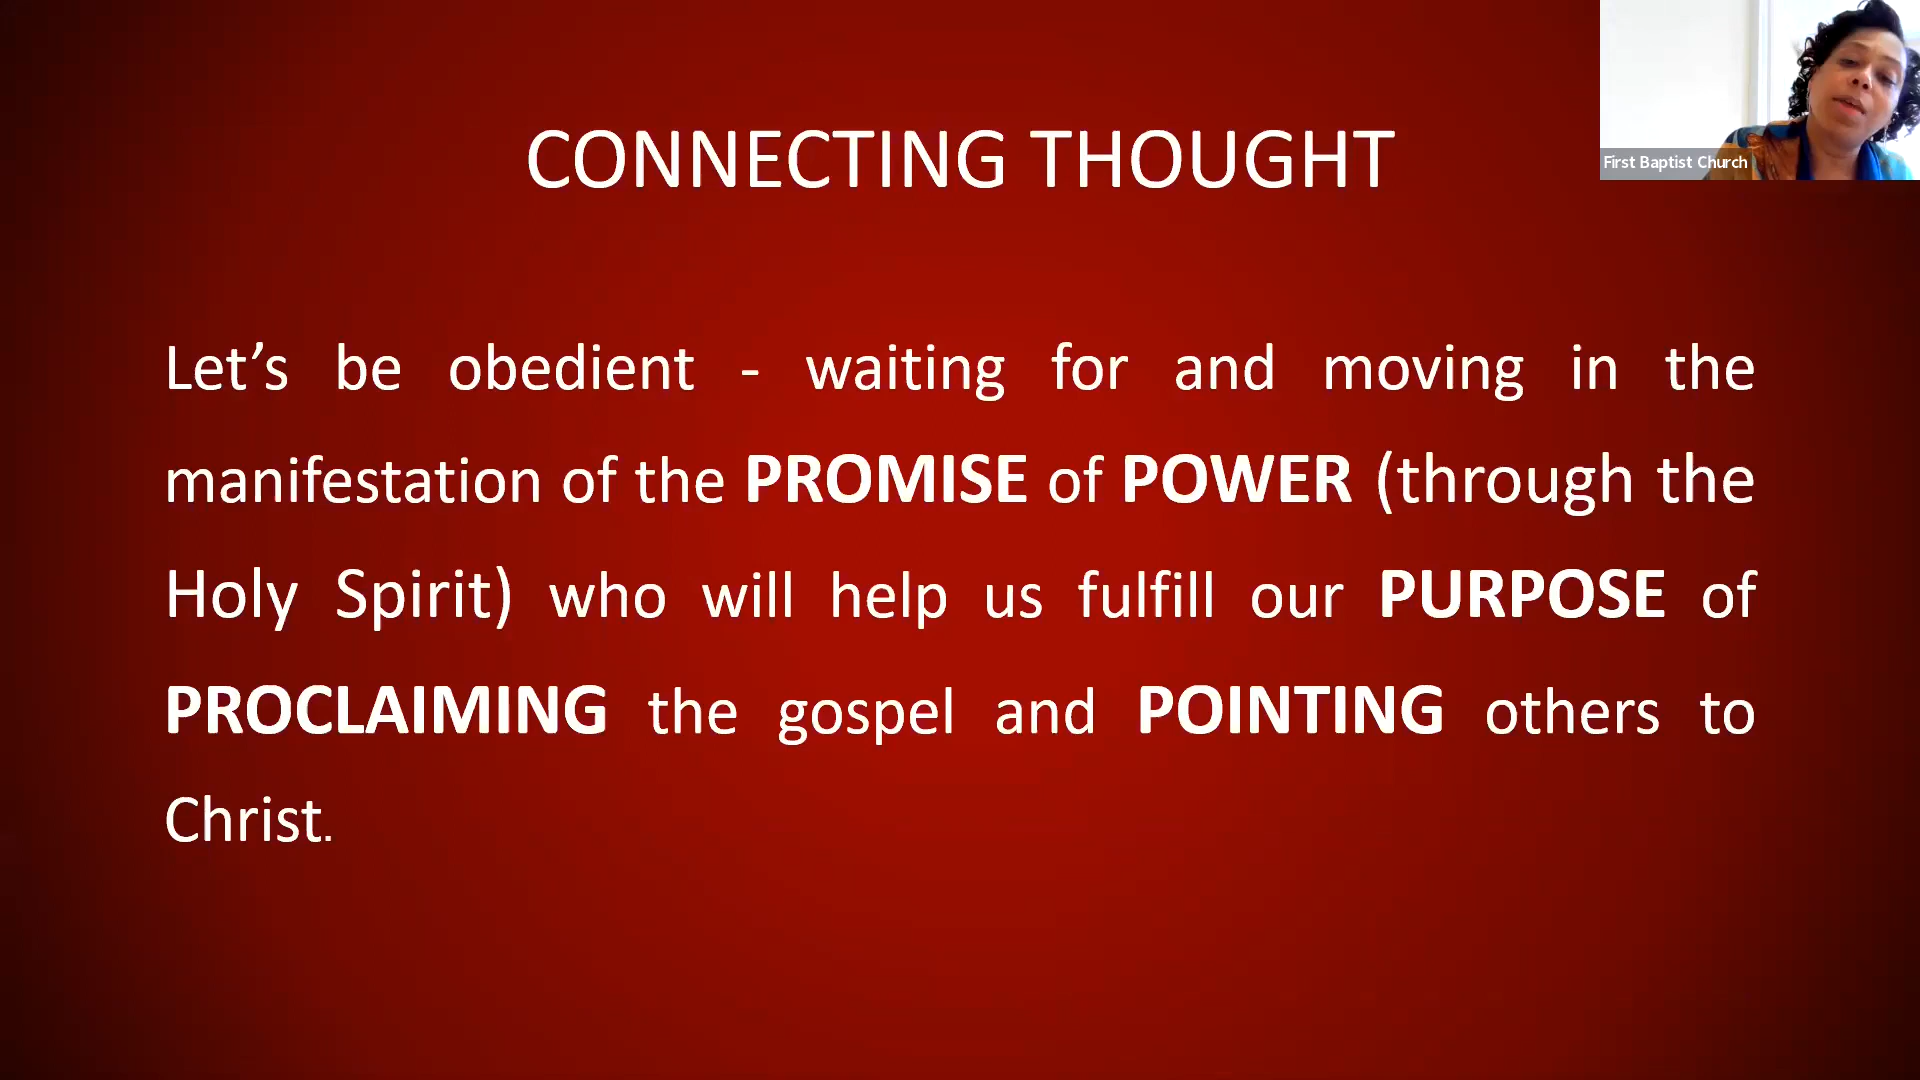 CONNECTING THOUGHT
First Baptist Church
Let’s be obedient - waiting for and moving in the
manifestation of the PROMISE of POWER (through the
Holy Spirit) who will help us fulfill our PURPOSE of
PROCLAIMING the gospel and POINTING others to
Christ.